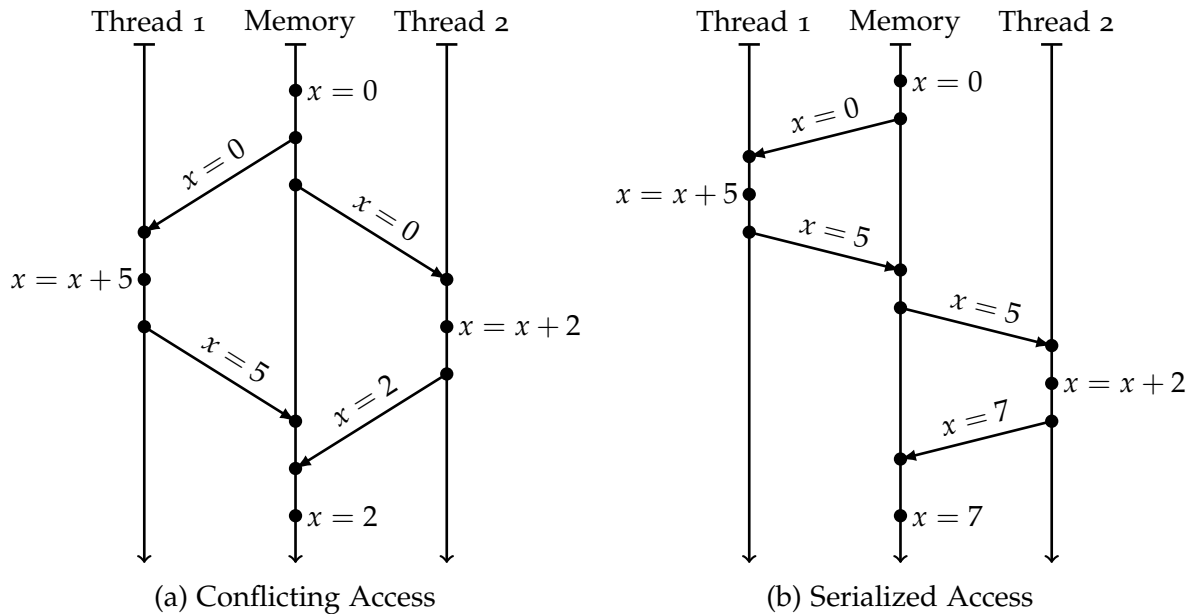 Thread 1 Memory Thread 2
x = 0
x = 0
x = 0
x = x + 5
x = x + 2
x = 5
x = 2
x = 2
(a) Conflicting Access
Thread 1 Memory Thread 2
x = 0
x = 0
x = x + 5
x = 5
x = 5
x = x + 2
x = 7
x = 7
(b) Serialized Access